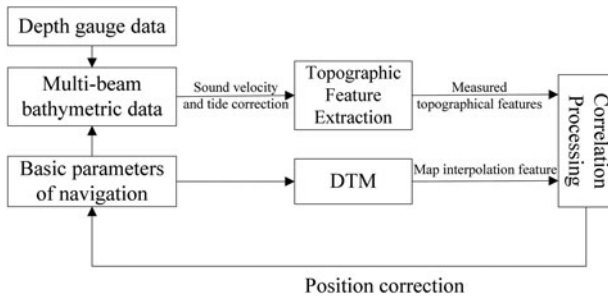 Depth gauge data
Multi-beam
bathymetric data
Sound velocity
and tide correction
Topographic
Feature
Extraction
Measured
topographical features
Correlation
Processing
Basic parameters
of navigation
DTM
Map interpolation feature
Position correction